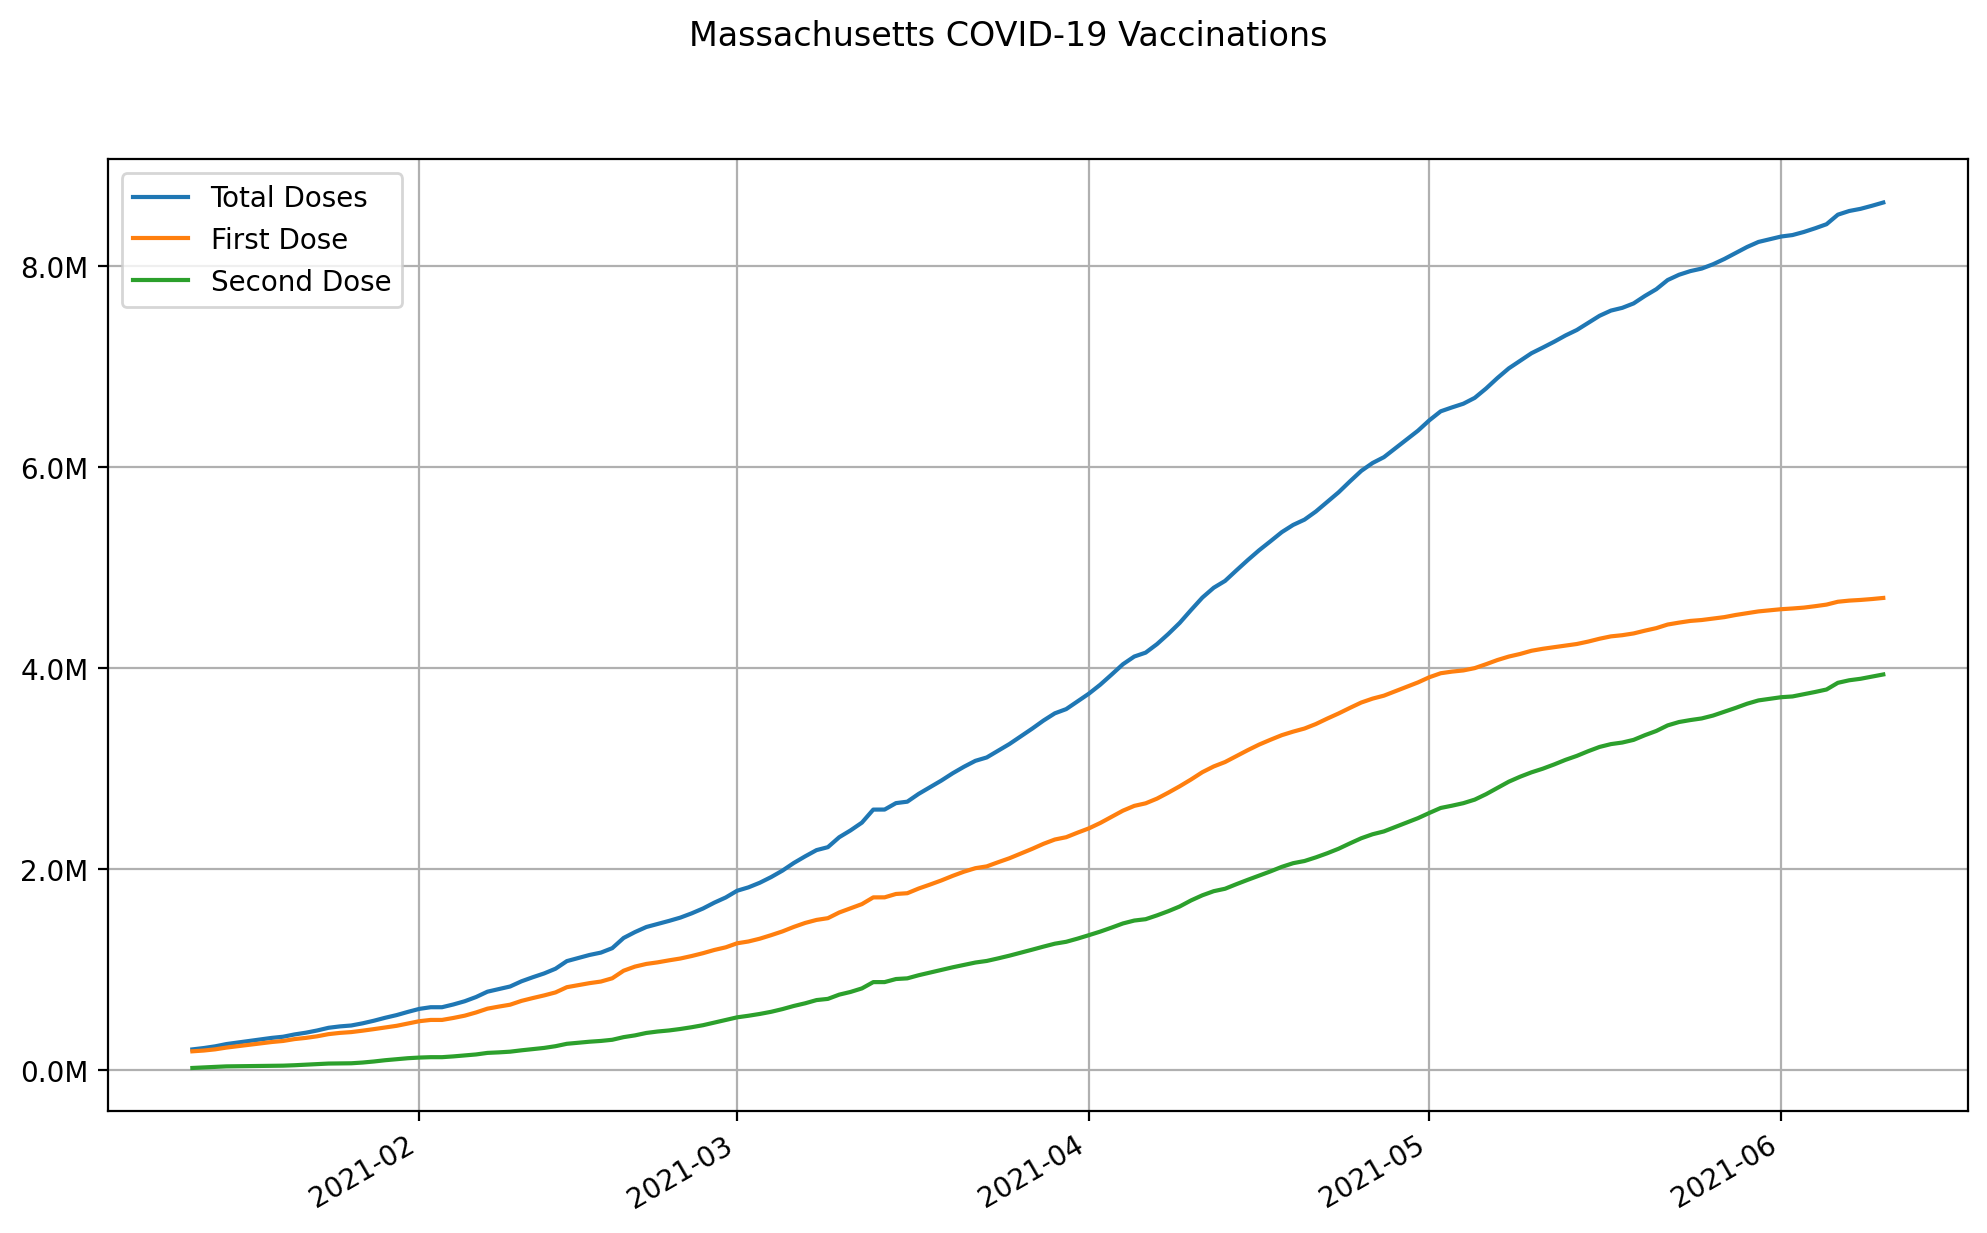 Massachusetts COVID-19 Vaccinations
Total Doses
First Dose
Second Dose
8.0M
6.0M
4.0M
2.0M
0.0M
2021-02
2021-03
2021-04
2021-05
2021-06